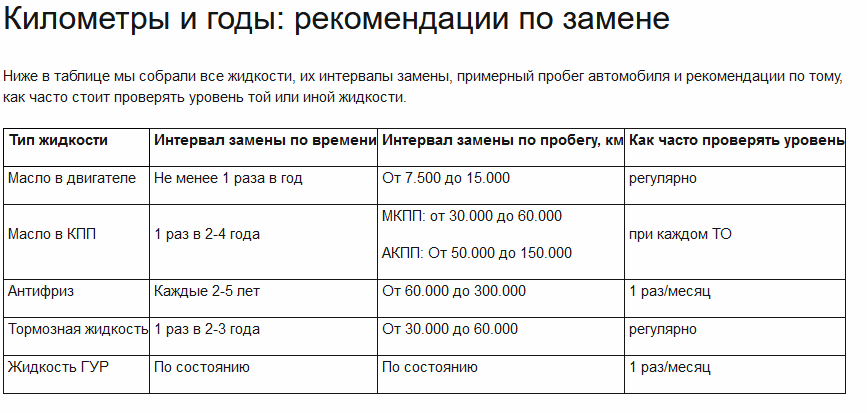 Километры и годы: рекомендации по замене
Ниже в таблице мы собрали все жидкости, их интервалы замены, примерный пробег автомобиля и рекомендации по тому,
как часто стоит проверять уровень той или иной жидкости.
Тип жидкости Интервал замены по времени Интервал замены по пробегу, км Как часто проверять уровень
Масло в двигателе Не менее 1 раза в год От 7.500 до 15.000 регулярно
МКПП: от 30.000 до 60.000
Масло в КПП 1 раз в 2-4 года при каждом ТО
АКПП: От 50.000 до 150.000
Антифриз Каждые 2-5 лет От 60.000 до 300.000 1 раз/месяц
Тормозная жидкость 1 раз в 2-3 года От 30.000 до 60.000 регулярно
Жидкость ГУР По состоянию По состоянию 1 раз/месяц